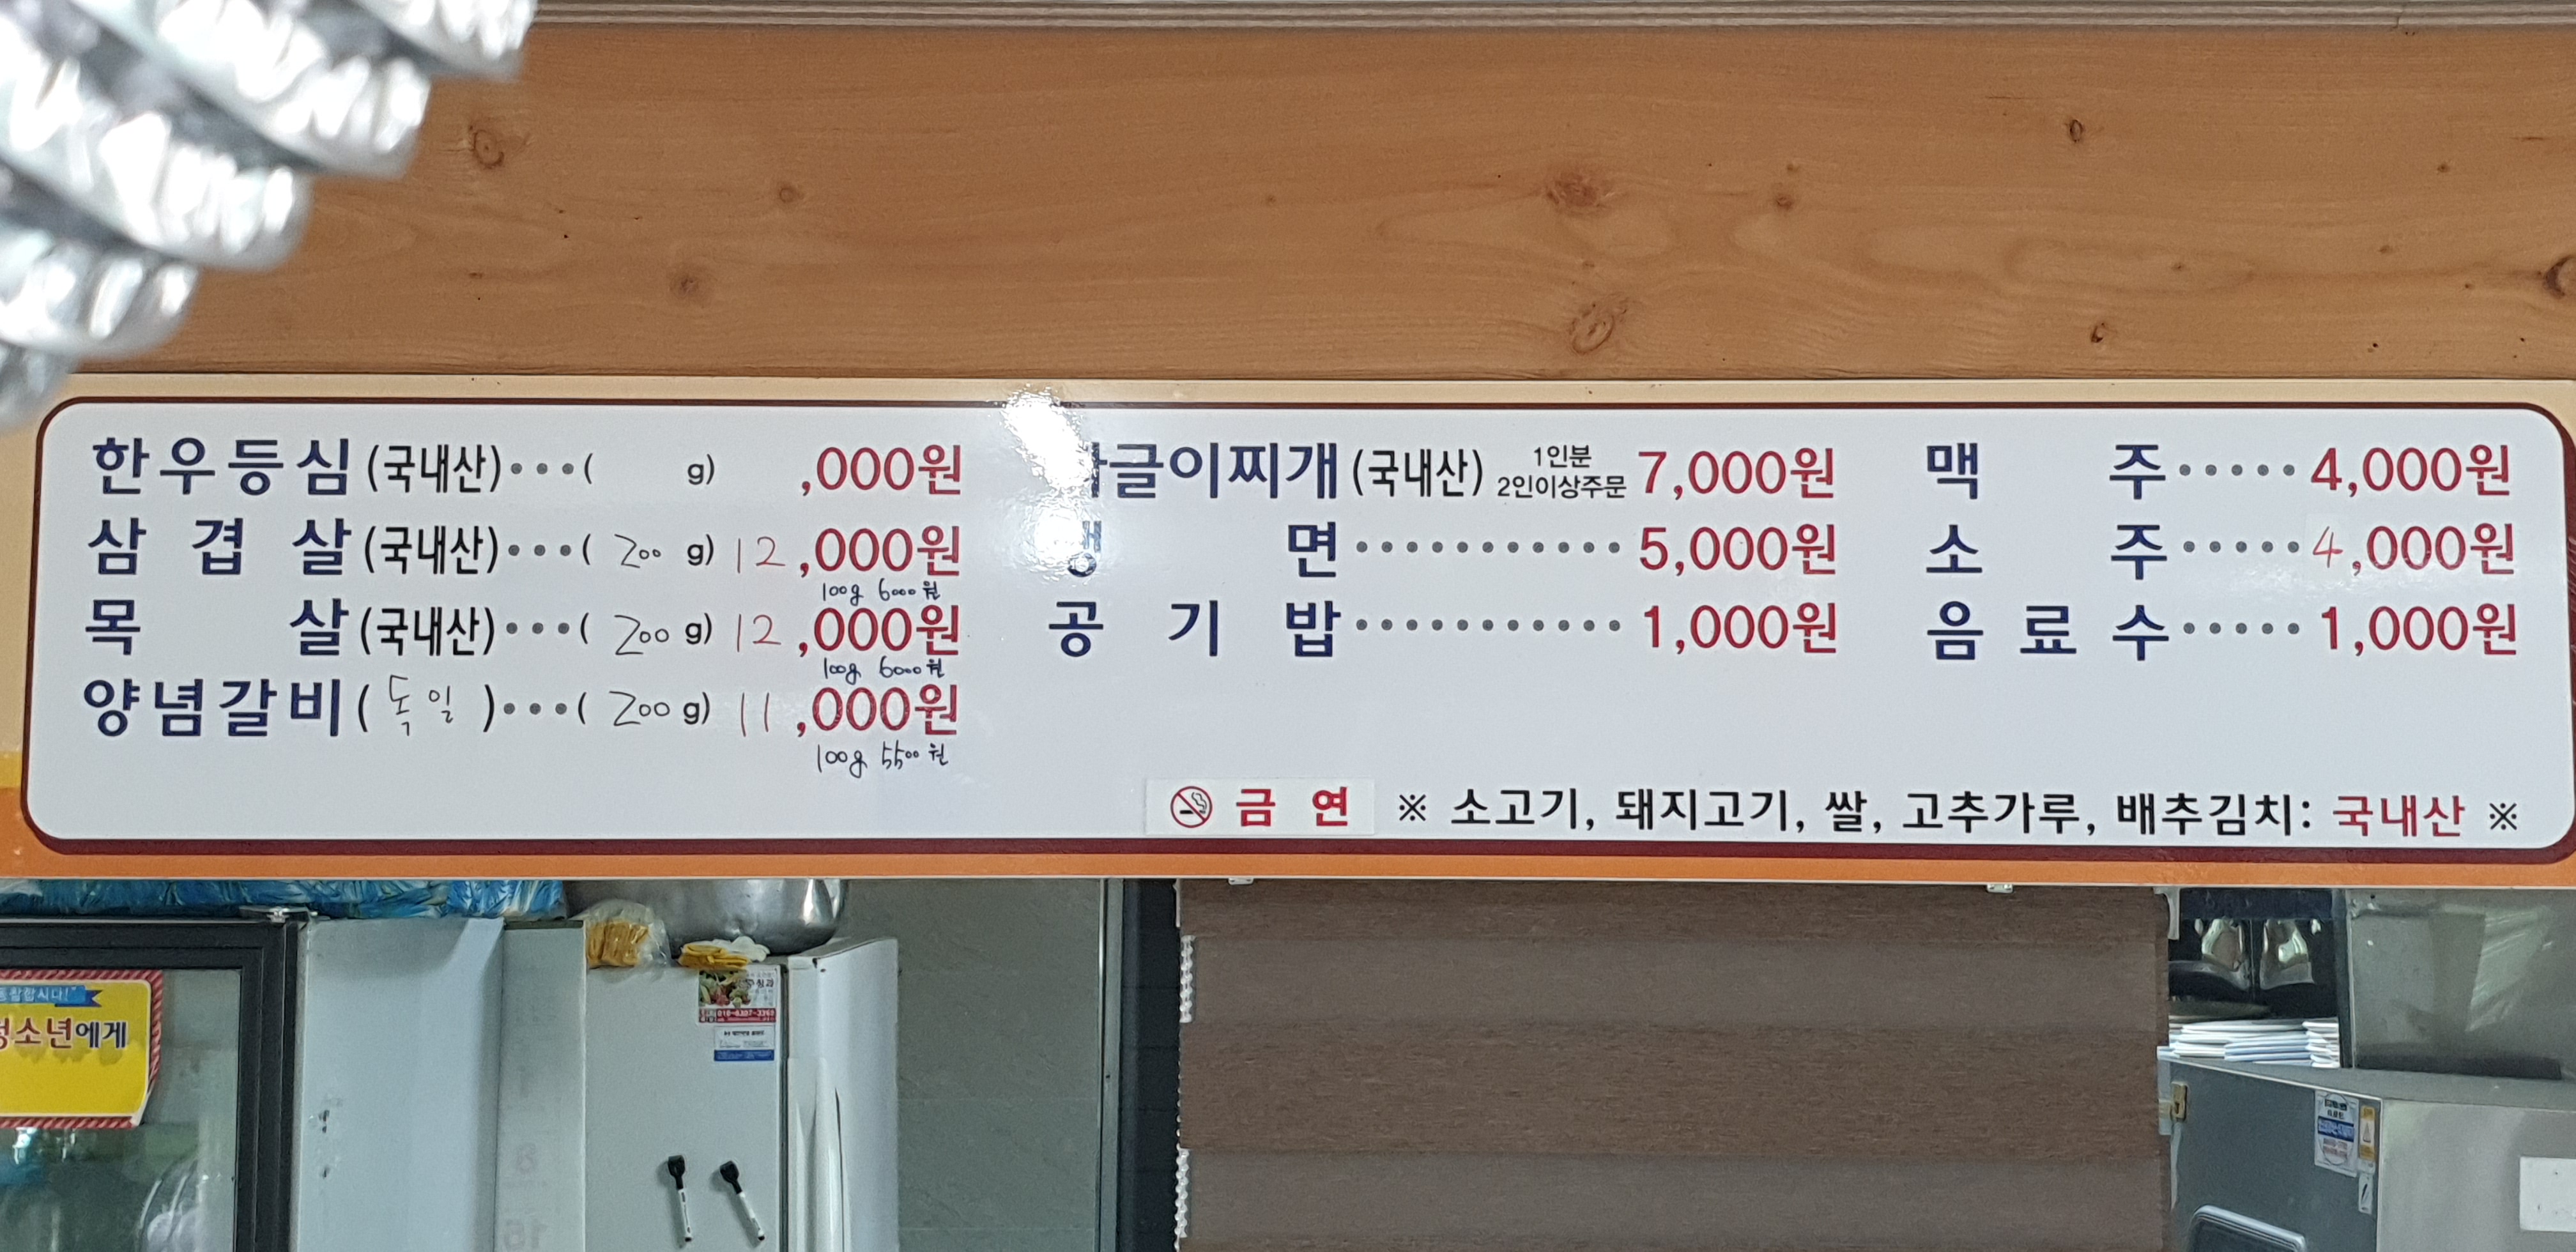 한우등심(국내산)···( g) ,000원
삼겹살(국내산)···( 200 g) 12,000원
100g 6000원
목살(국내산)···( 200 g) 12,000원
100g 6000원
양념갈비( 독일 )···( 200 g) 11,000원
100g 5500원
글이찌개(국내산) 1인분 2인이상주문 7,000원
면··········· 5,000원
공기밥··········· 1,000원
맥주····· 4,000원
소주····· 4,000원
음료수····· 1,000원
금연 ※ 소고기, 돼지고기, 쌀, 고추가루, 배추김치: 국내산 ※
소년에게